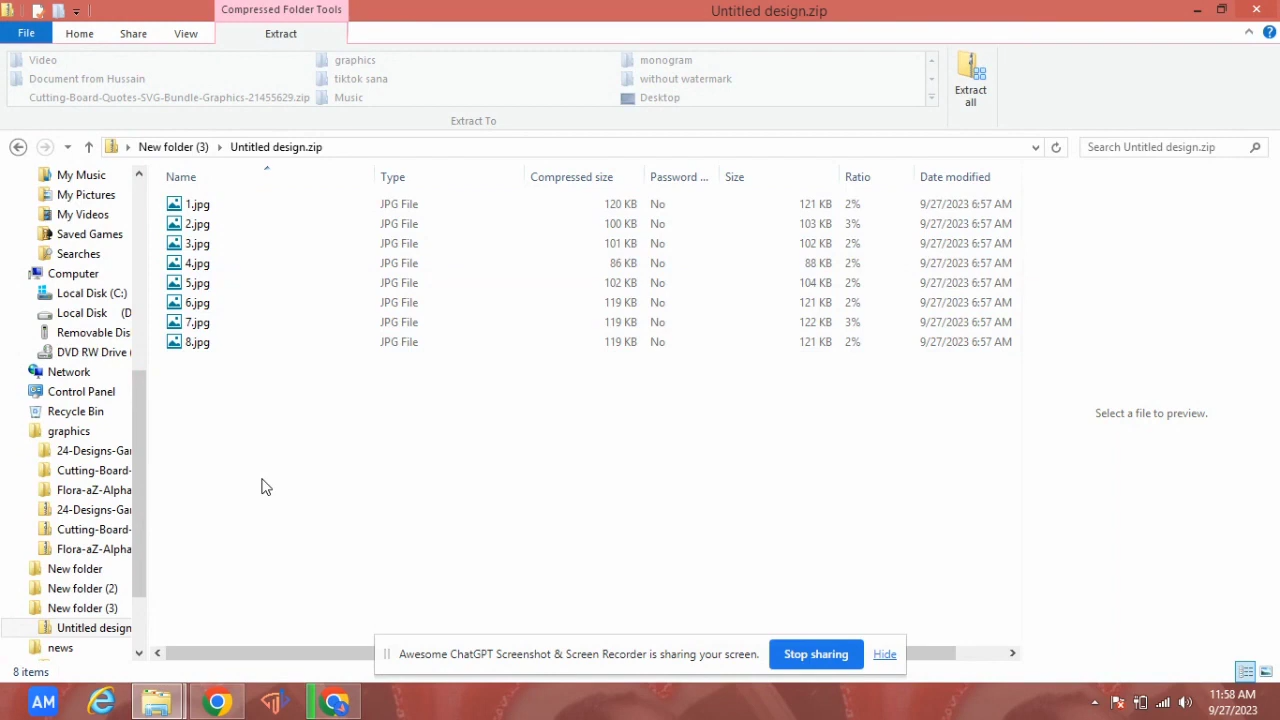 Compressed Folder Tools
Untitled design.zip
File
Home
Share
View
Extract
Video
graphics
monogram
Document from Hussain
tiktok sana
without watermark
Cutting-Board-Quotes-SVG-Bundle-Graphics-21455629.zip
Music
Desktop
Extract all
Extract To
New folder (3)
Untitled design.zip
Search Untitled design.zip
Name Type Compressed size Password ... Size Ratio Date modified
1.jpg JPG File 120 KB No 121 KB 2% 9/27/2023 6:57 AM
2.jpg JPG File 100 KB No 103 KB 3% 9/27/2023 6:57 AM
3.jpg JPG File 101 KB No 102 KB 2% 9/27/2023 6:57 AM
4.jpg JPG File 86 KB No 88 KB 2% 9/27/2023 6:57 AM
5.jpg JPG File 102 KB No 104 KB 2% 9/27/2023 6:57 AM
6.jpg JPG File 119 KB No 121 KB 2% 9/27/2023 6:57 AM
7.jpg JPG File 119 KB No 122 KB 3% 9/27/2023 6:57 AM
8.jpg JPG File 119 KB No 121 KB 2% 9/27/2023 6:57 AM
My Music
My Pictures
My Videos
Saved Games
Searches
Computer
Local Disk (C:)
Local Disk (D
Removable Dis
DVD RW Drive (
Network
Control Panel
Recycle Bin
graphics
24-Designs-Gar
Cutting-Board-
Flora-aZ-Alpha
24-Designs-Gar
Cutting-Board-
Flora-aZ-Alpha
New folder
New folder (2)
New folder (3)
Untitled design
news
Select a file to preview.
Awesome ChatGPT Screenshot & Screen Recorder is sharing your screen.
Stop sharing
Hide
8 items
AM
11:58 AM
9/27/2023